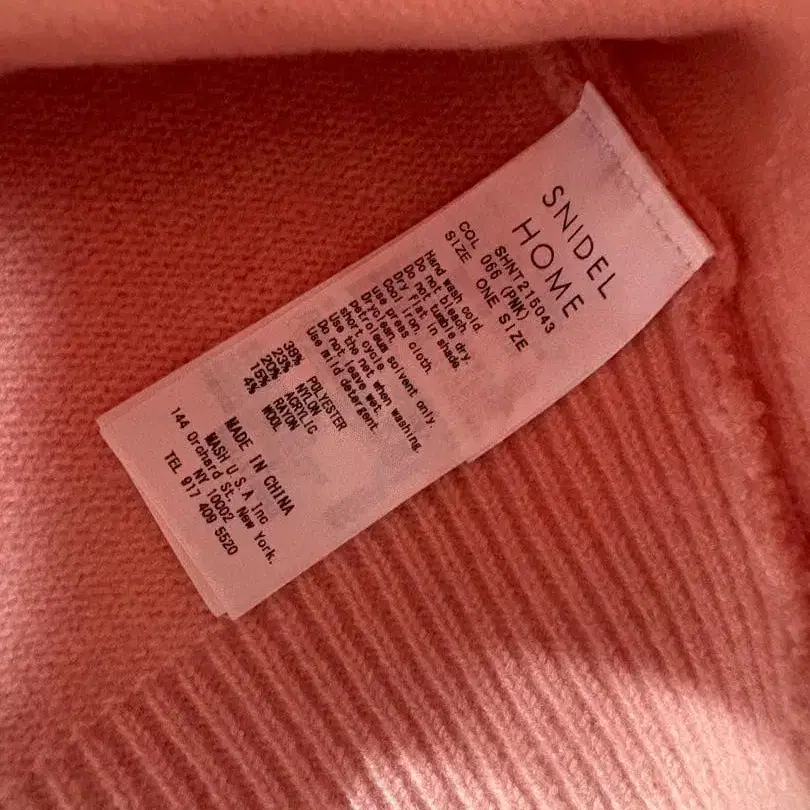 SNIDEL
HOME
SHNT215043
COL 066 (PNK)
SIZE ONE SIZE
Hand wash cold.
Do not bleach.
Do not tumble dry.
Dry flat in shade.
Cool iron.
use press cloth.
Dryclean.
petroleum solvent only.
short cycle.
Use the net when washing.
Do not leave wet.
Use mild detergent.
38% POLYESTER
23% NYLON
20% ACRYLIC
15% RAYON
4% WOOL
MADE IN CHINA
MASH U.S.A Inc
144 Orchard St, New York.
NY 10002
TEL 917 409 5520